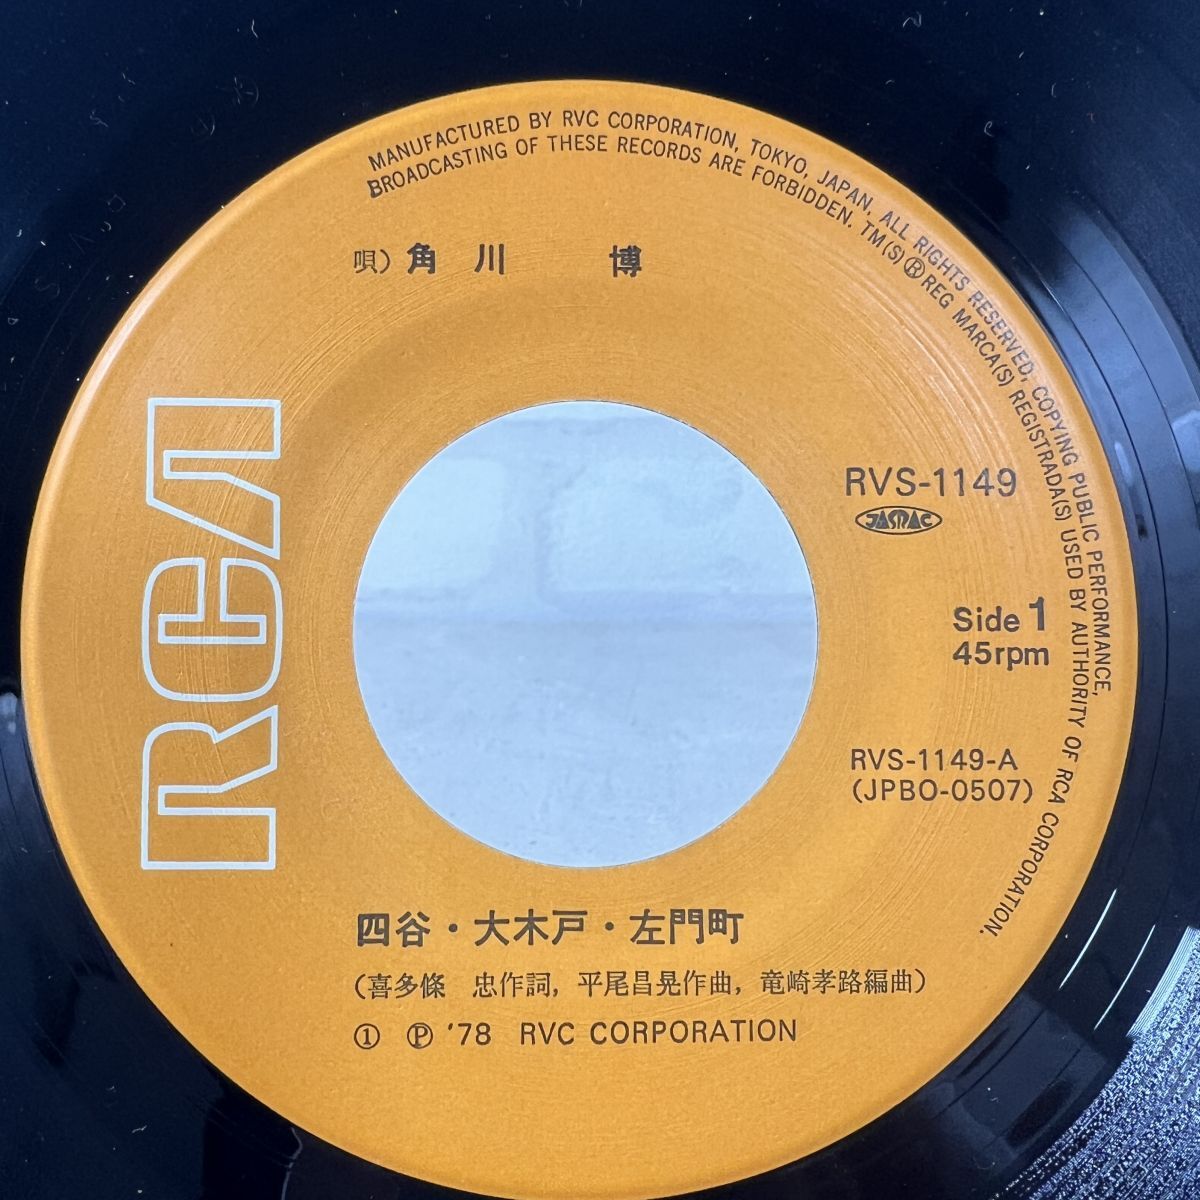 MANUFACTURED BY RVC CORPORATION, TOKYO, JAPAN, ALL RIGHTS RESERVED, COPYING PUBLIC PERFORMANCE,
BROADCASTING OF THESE RECORDS ARE FORBIDDEN. TM(S)®REG MARCA(S) REGISTRADA(S) USED BY AUTHORITY OF RCA CORPORATION.
唄) 角川 博
RCA
RVS-1149
JASRAC
Side 1
45rpm
RVS-1149-A
(JPBO-0507)
四谷・大木戸・左門町
(喜多條 忠作詞, 平尾昌晃作曲, 竜崎孝路編曲)
① ℗ '78 RVC CORPORATION